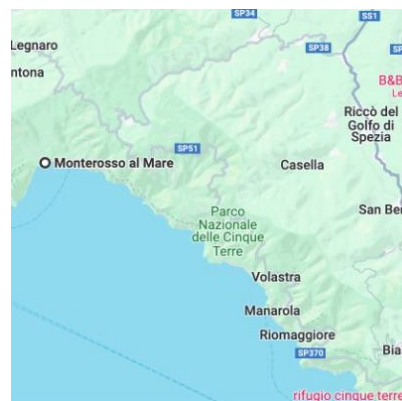 SP34
SS1
Legnaro
SP38
ntona
B&B
Le
Riccò del
Golfo di
Spezia
SP51
Monterosso al Mare
Casella
Parco
Nazionale
delle Cinque
Terre
San Ber
Volastra
Manarola
Riomaggiore
SP370
Bia
rifugio cinque terre